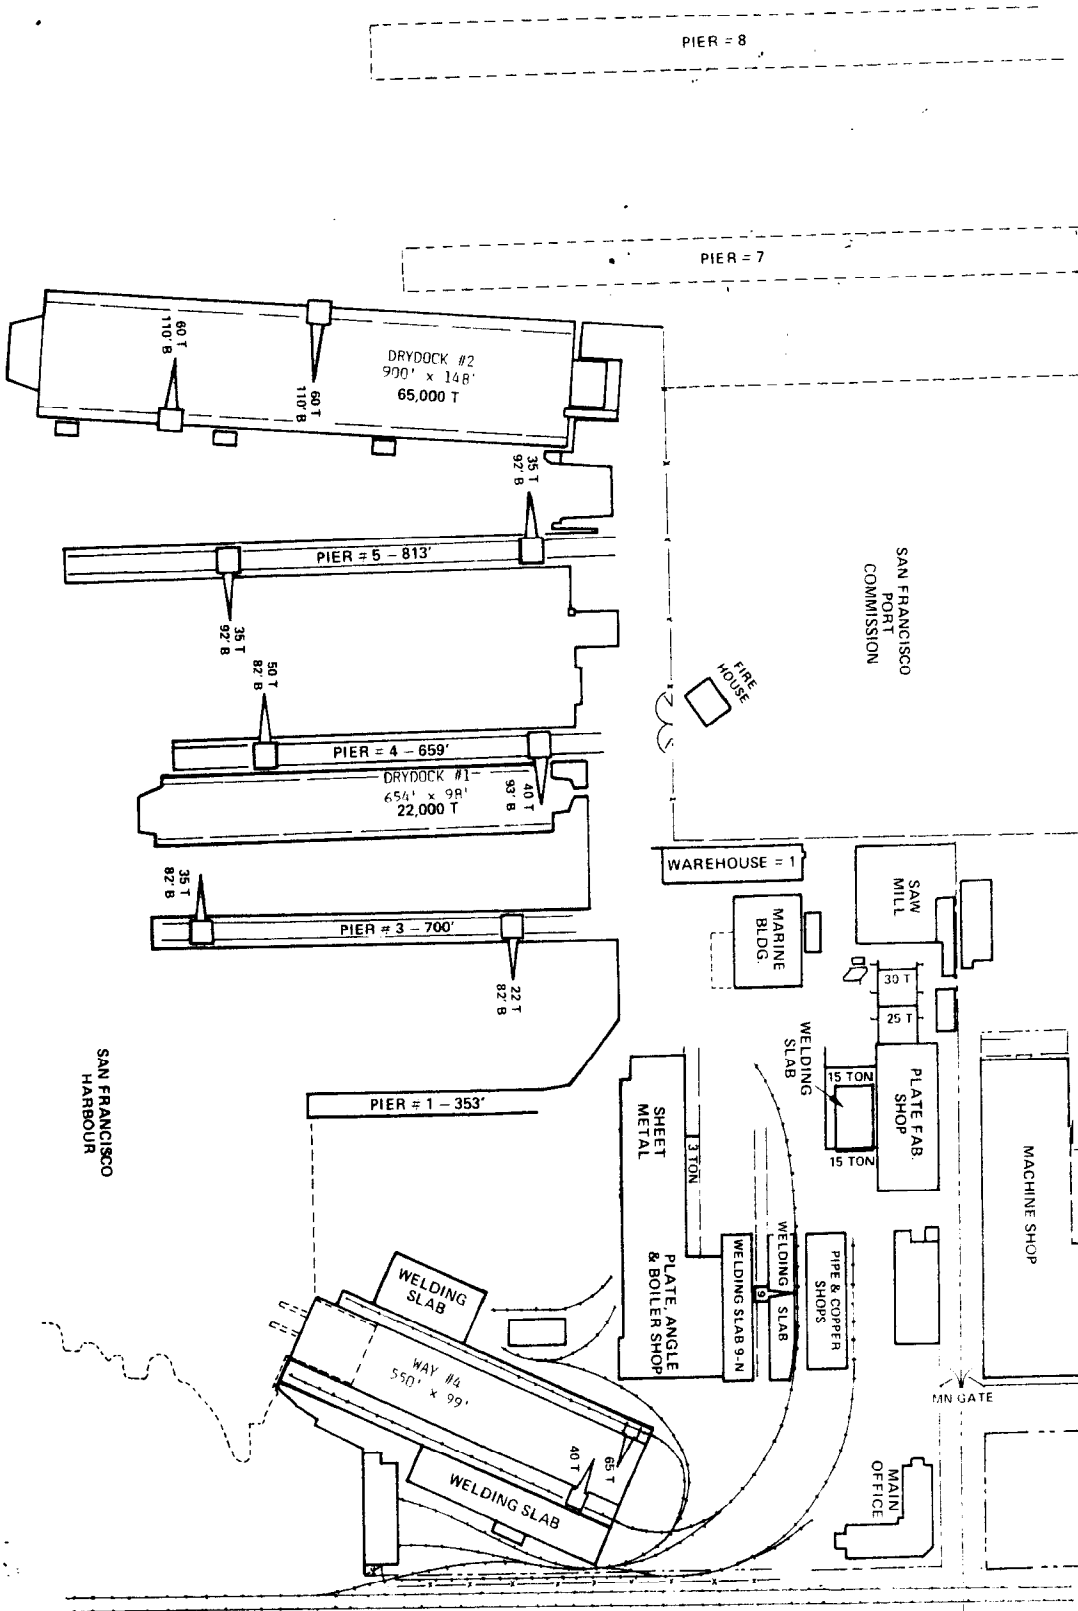 PIER = 8
PIER = 7
60 T
110' B
60 T
110' B
DRYDOCK #2
900' x 148'
65,000 T
35 T
92' B
PIER # 5 – 813'
35 T
92' B
SAN FRANCISCO
PORT
COMMISSION
FIRE
HOUSE
50 T
82' B
PIER # 4 – 659'
DRYDOCK #1
654' x 98'
22,000 T
40 T
93' B
WAREHOUSE = 1
SAW
MILL
35 T
82' B
PIER # 3 – 700'
MARINE
BLDG.
22 T
82' B
30 T
25 T
WELDING
SLAB
15 TON
PLATE FAB.
SHOP
15 TON
SAN FRANCISCO
HARBOUR
PIER # 1 – 353'
SHEET
METAL
3 TON
MACHINE SHOP
PLATE, ANGLE
& BOILER SHOP
WELDING SLAB 9-N
WELDING SLAB
9
PIPE & COPPER
SHOPS
WELDING
SLAB
WAY #4
550' x 99'
MN GATE
65 T
40 T
WELDING SLAB
MAIN
OFFICE